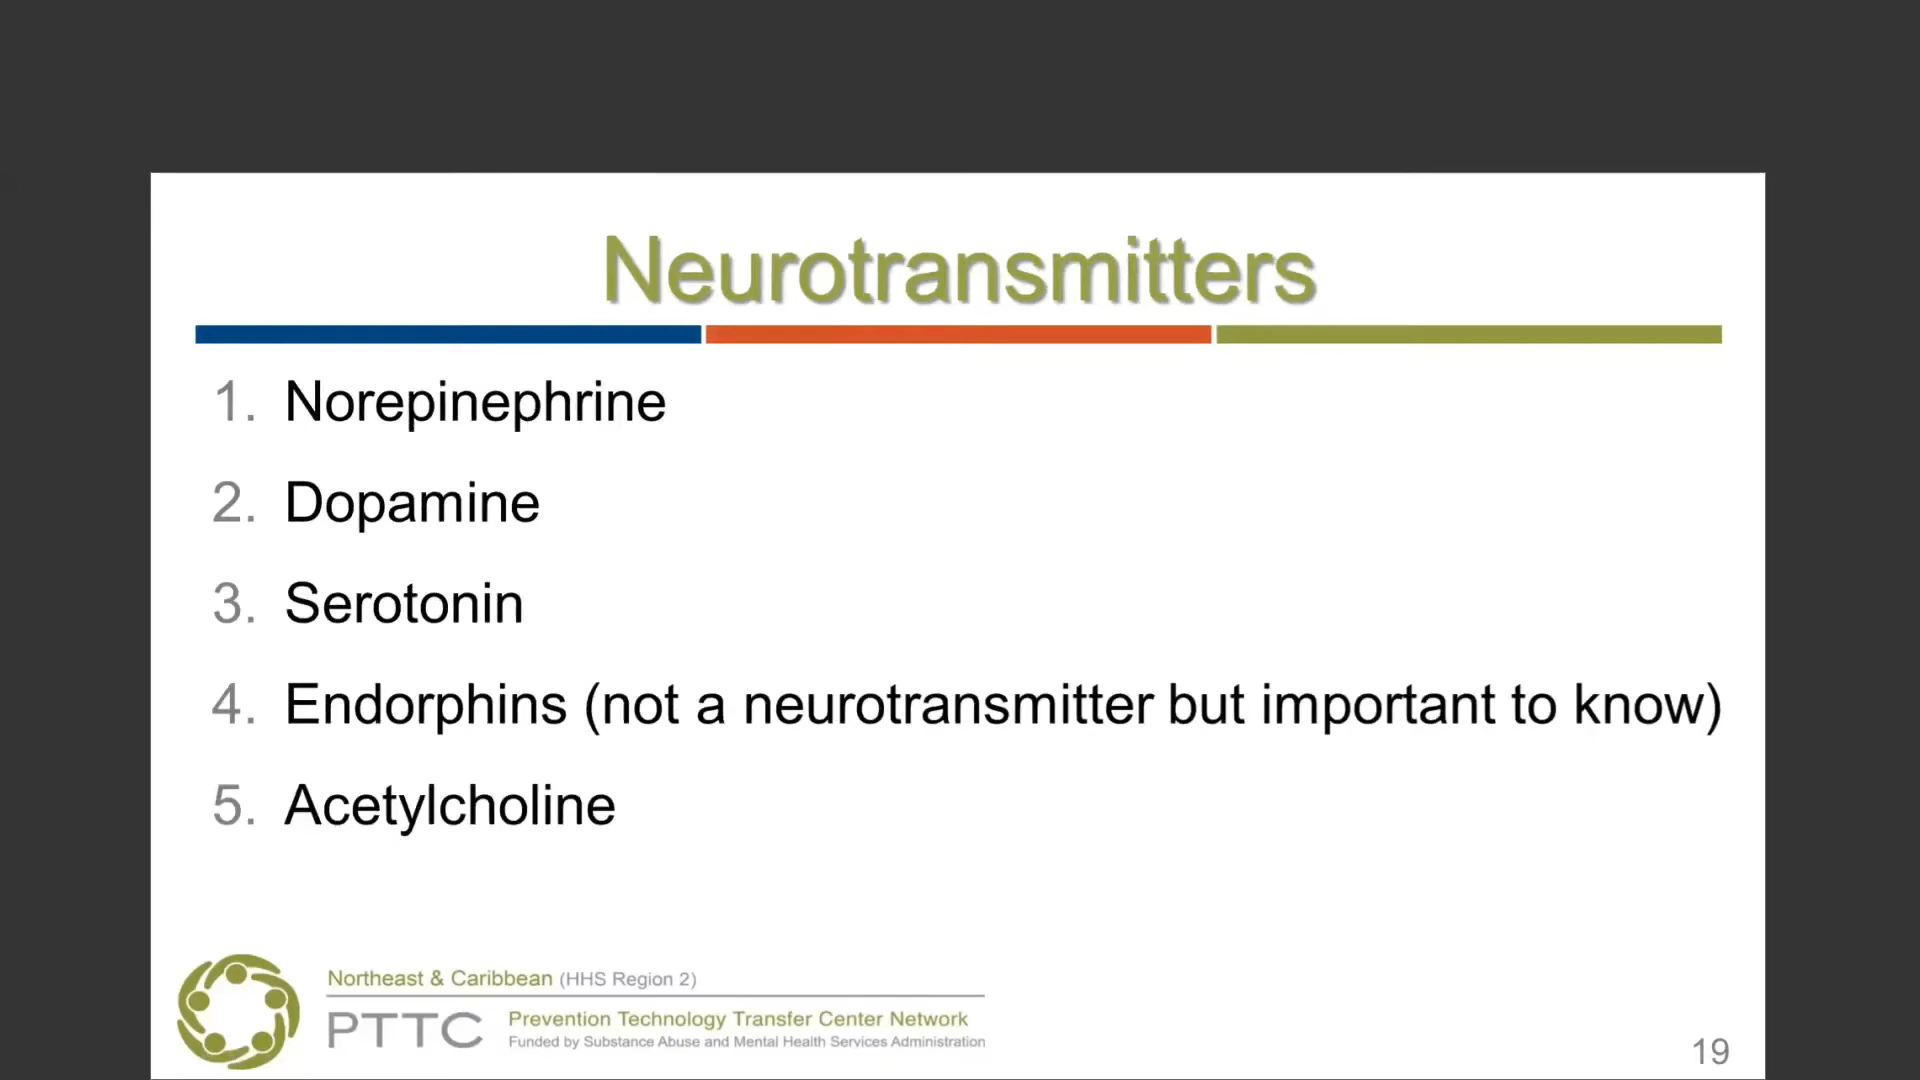 Neurotransmitters
1. Norepinephrine
2. Dopamine
3. Serotonin
4. Endorphins (not a neurotransmitter but important to know)
5. Acetylcholine
Northeast & Caribbean (HHS Region 2)
PTTC
Prevention Technology Transfer Center Network
Funded by Substance Abuse and Mental Health Services Administration
19